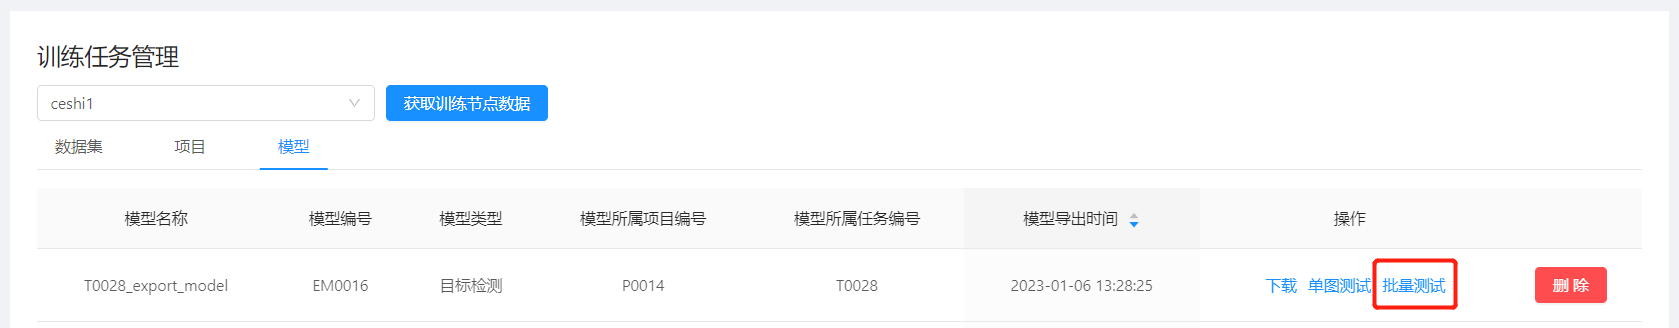 训练任务管理
ceshi1 获取训练节点数据
数据集 项目 模型
模型名称 模型编号 模型类型 模型所属项目编号 模型所属任务编号 模型导出时间 操作
T0028_export_model EM0016 目标检测 P0014 T0028 2023-01-06 13:28:25 下载 单图测试 批量测试 删 除